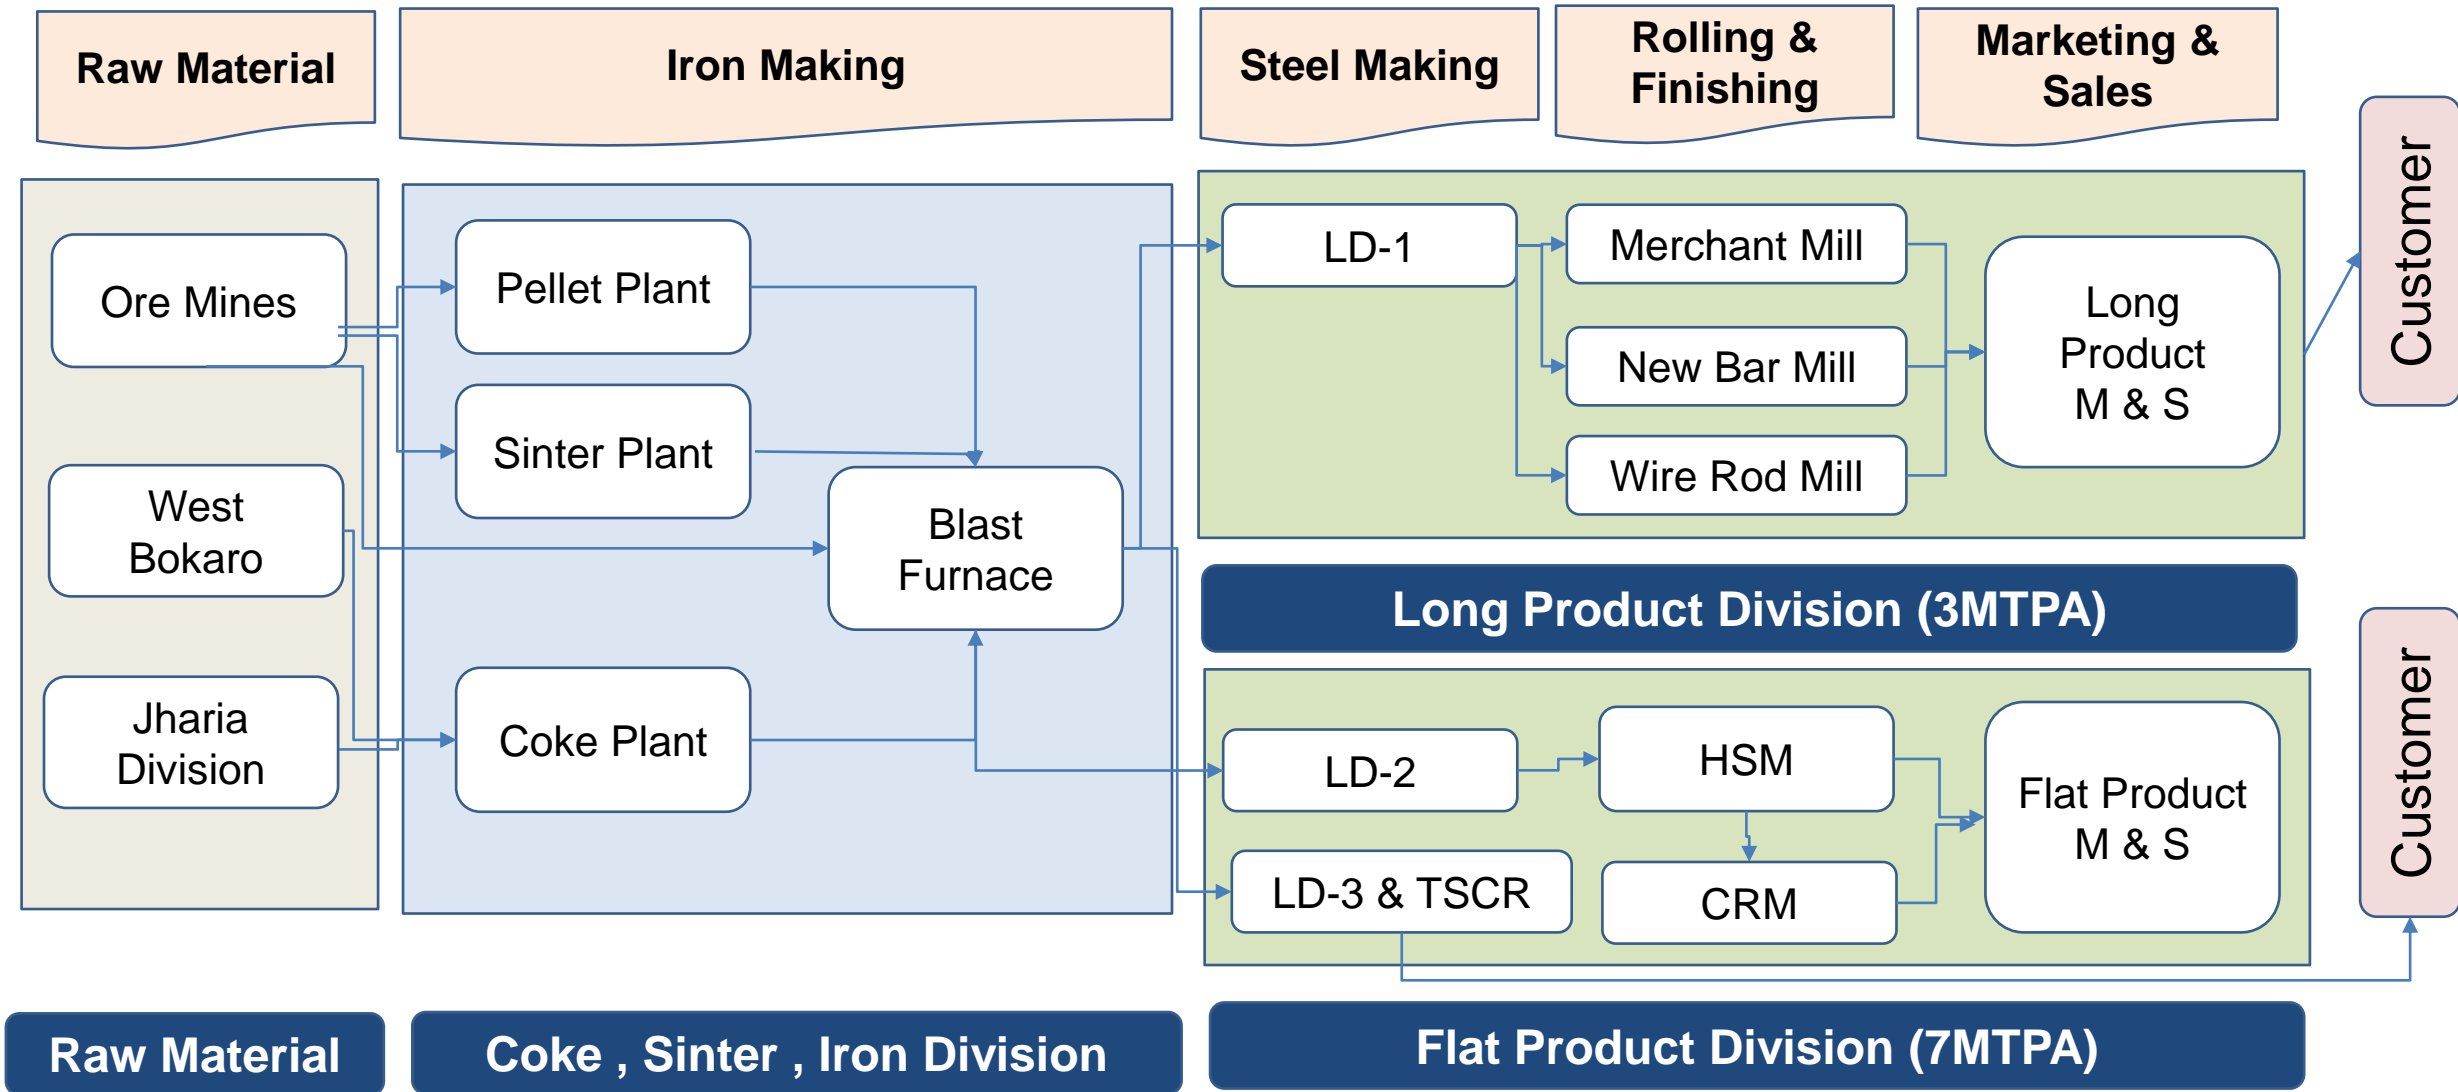 Raw Material
Iron Making
Steel Making
Rolling &
Finishing
Marketing &
Sales
Customer
Ore Mines
West
Bokaro
Jharia
Division
Pellet Plant
Sinter Plant
Blast
Furnace
Coke Plant
LD-1
Merchant Mill
New Bar Mill
Wire Rod Mill
Long
Product
M & S
Long Product Division (3MTPA)
LD-2
HSM
LD-3 & TSCR
CRM
Flat Product
M & S
Customer
Raw Material
Coke , Sinter , Iron Division
Flat Product Division (7MTPA)